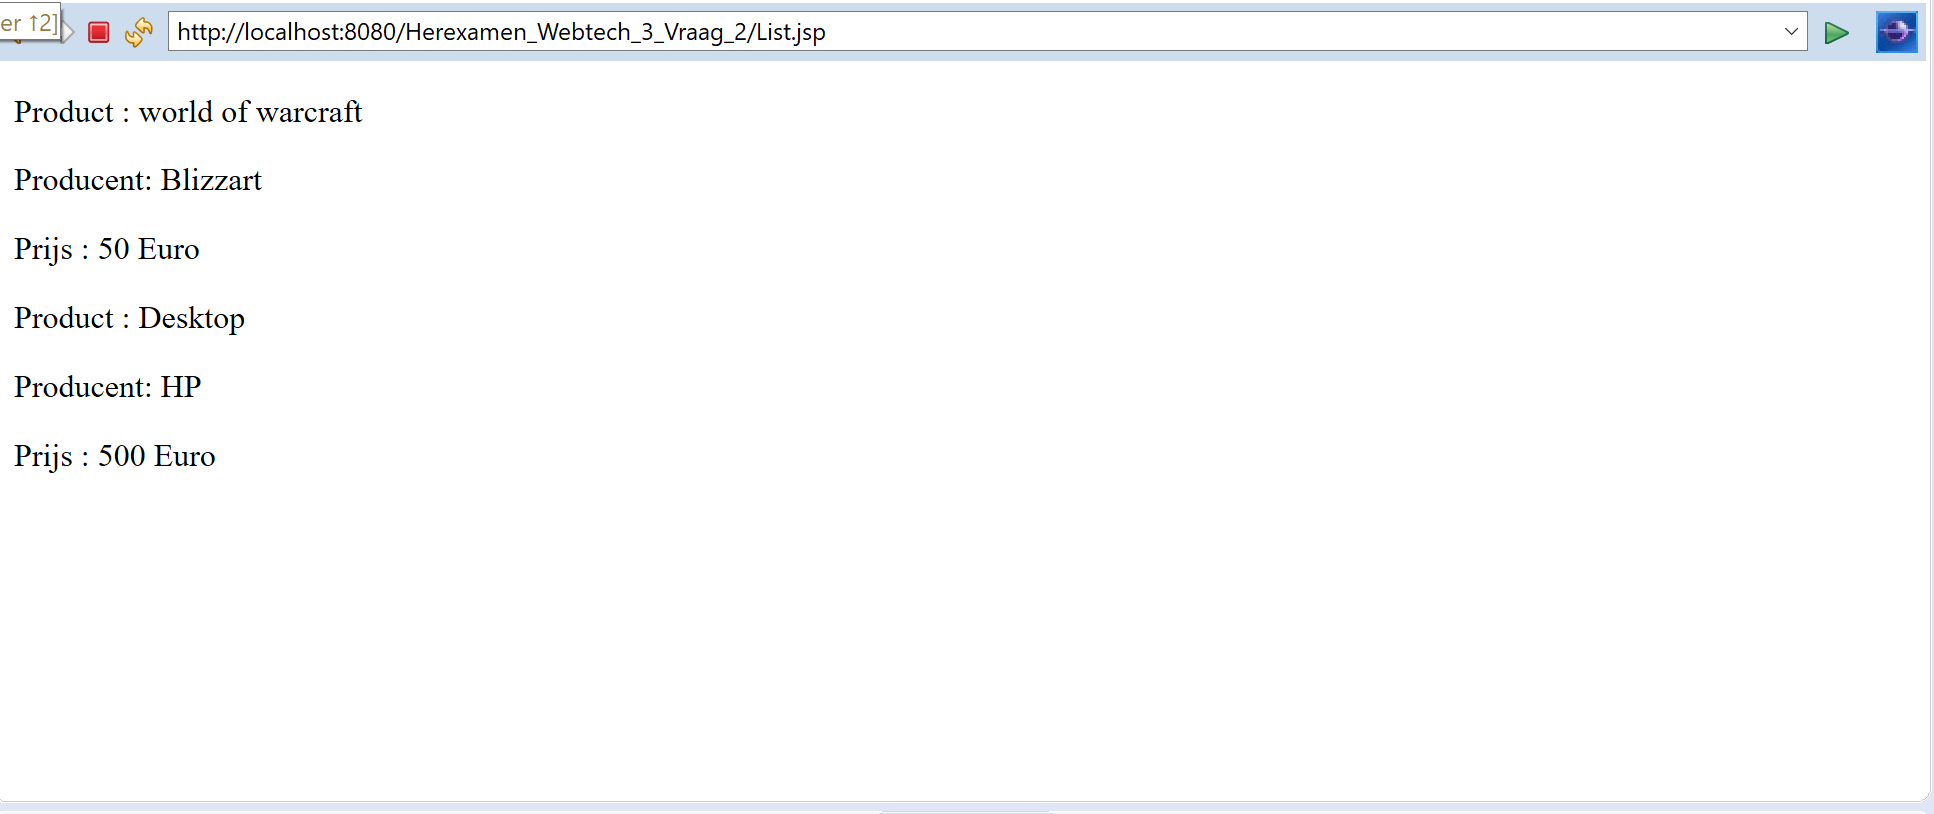 er ↑2]
http://localhost:8080/Herexamen_Webtech_3_Vraag_2/List.jsp
Product : world of warcraft
Producent: Blizzart
Prijs : 50 Euro
Product : Desktop
Producent: HP
Prijs : 500 Euro